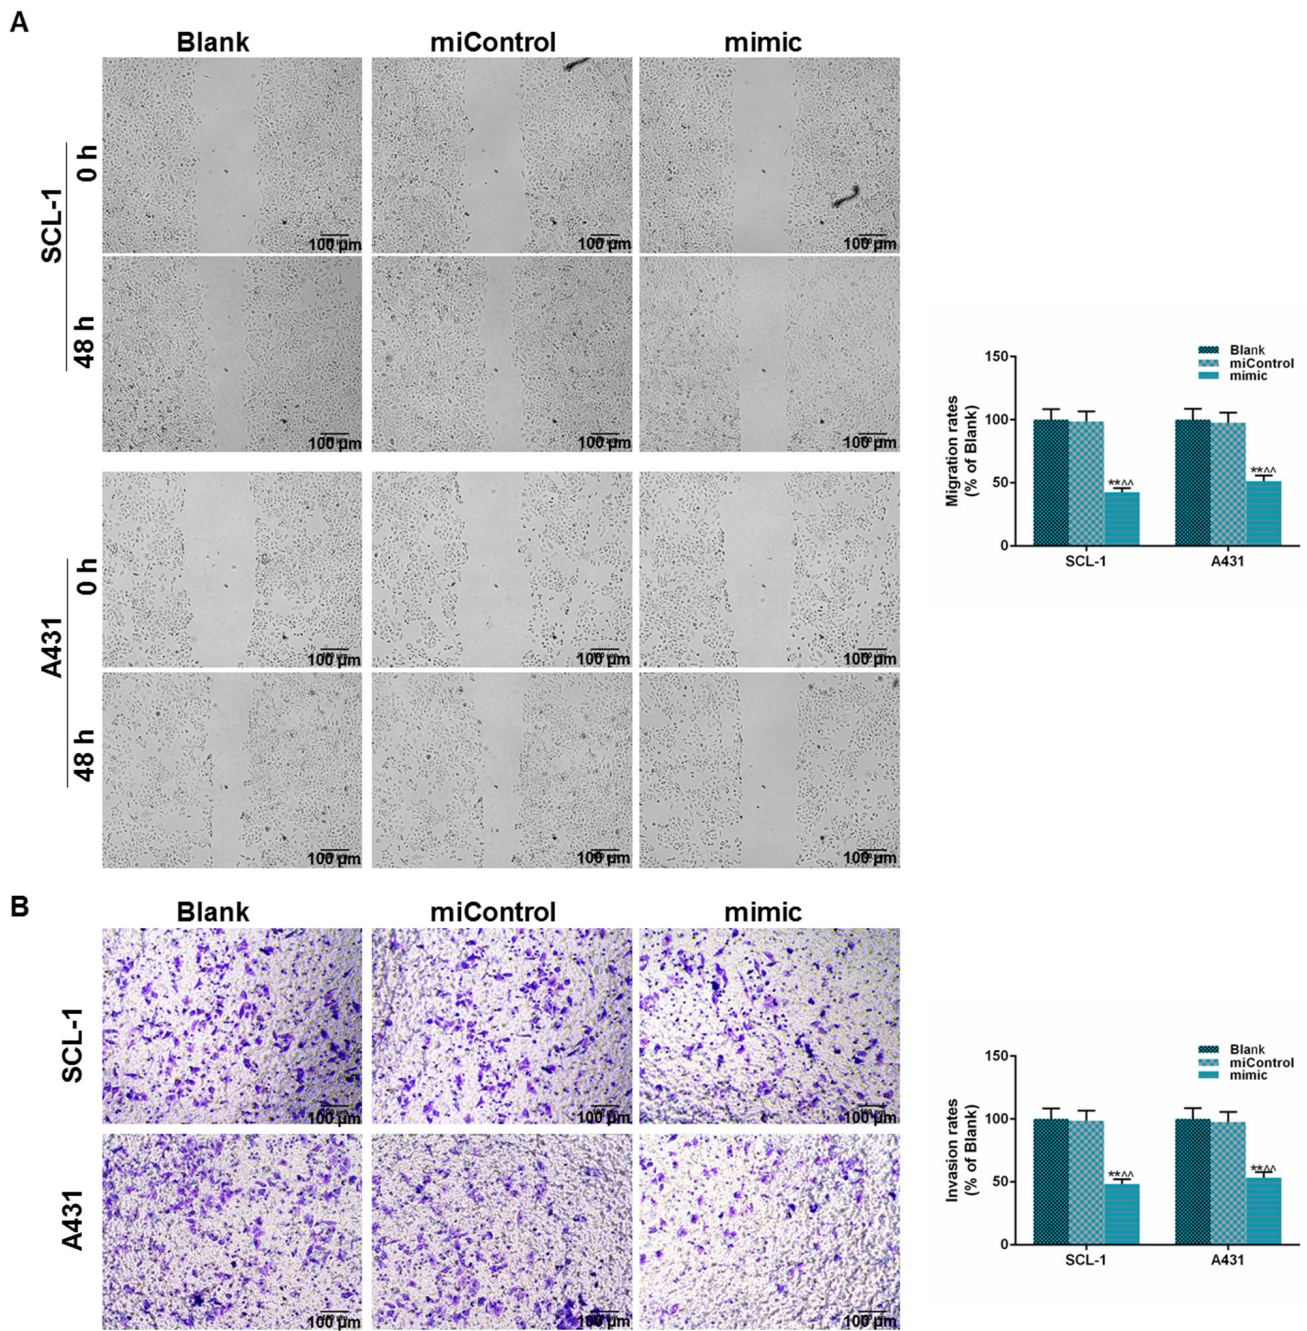 A
Blank miControl mimic
SCL-1
0 h
100 µm 100 µm 100 µm
48 h
100 µm 100 µm 100 µm
A431
0 h
100 µm 100 µm 100 µm
48 h
100 µm 100 µm 100 µm
Migration rates
(% of Blank)
150
100
50
0
Blank
miControl
mimic
**^^
**^^
SCL-1 A431
B
Blank miControl mimic
SCL-1
100 µm 100 µm 100 µm
A431
100 µm 100 µm 100 µm
Invasion rates
(% of Blank)
150
100
50
0
Blank
miControl
mimic
**^^
**^^
SCL-1 A431